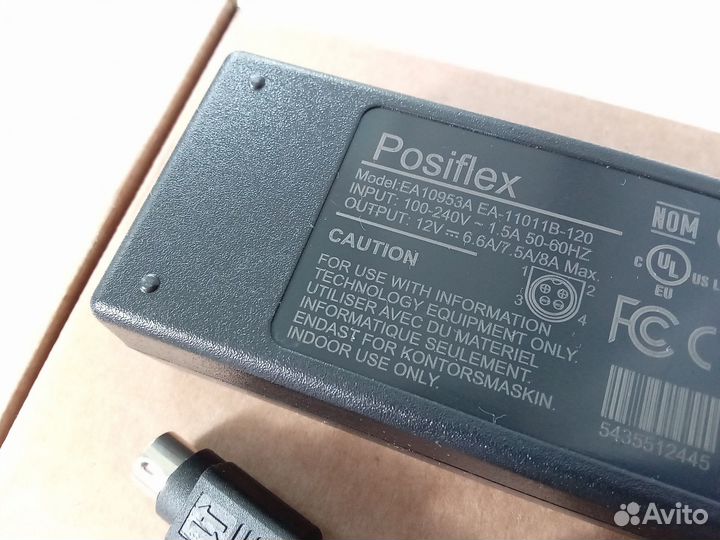 Posiflex
Model:EA10953A EA-11011B-120
INPUT: 100-240V ~ 1.5A 50-60HZ
OUTPUT: 12V ⎓ 6.6A/7.5A/8A Max.
CAUTION
FOR USE WITH INFORMATION
TECHNOLOGY EQUIPMENT ONLY.
UTILISER AVEC DU MATERIEL
INFORMATIQUE SEULEMENT.
ENDAST FOR KONTORSMASKIN.
INDOOR USE ONLY.
1
2
3
4
NOM
C UL US
EU
FC
5435512445
Avito